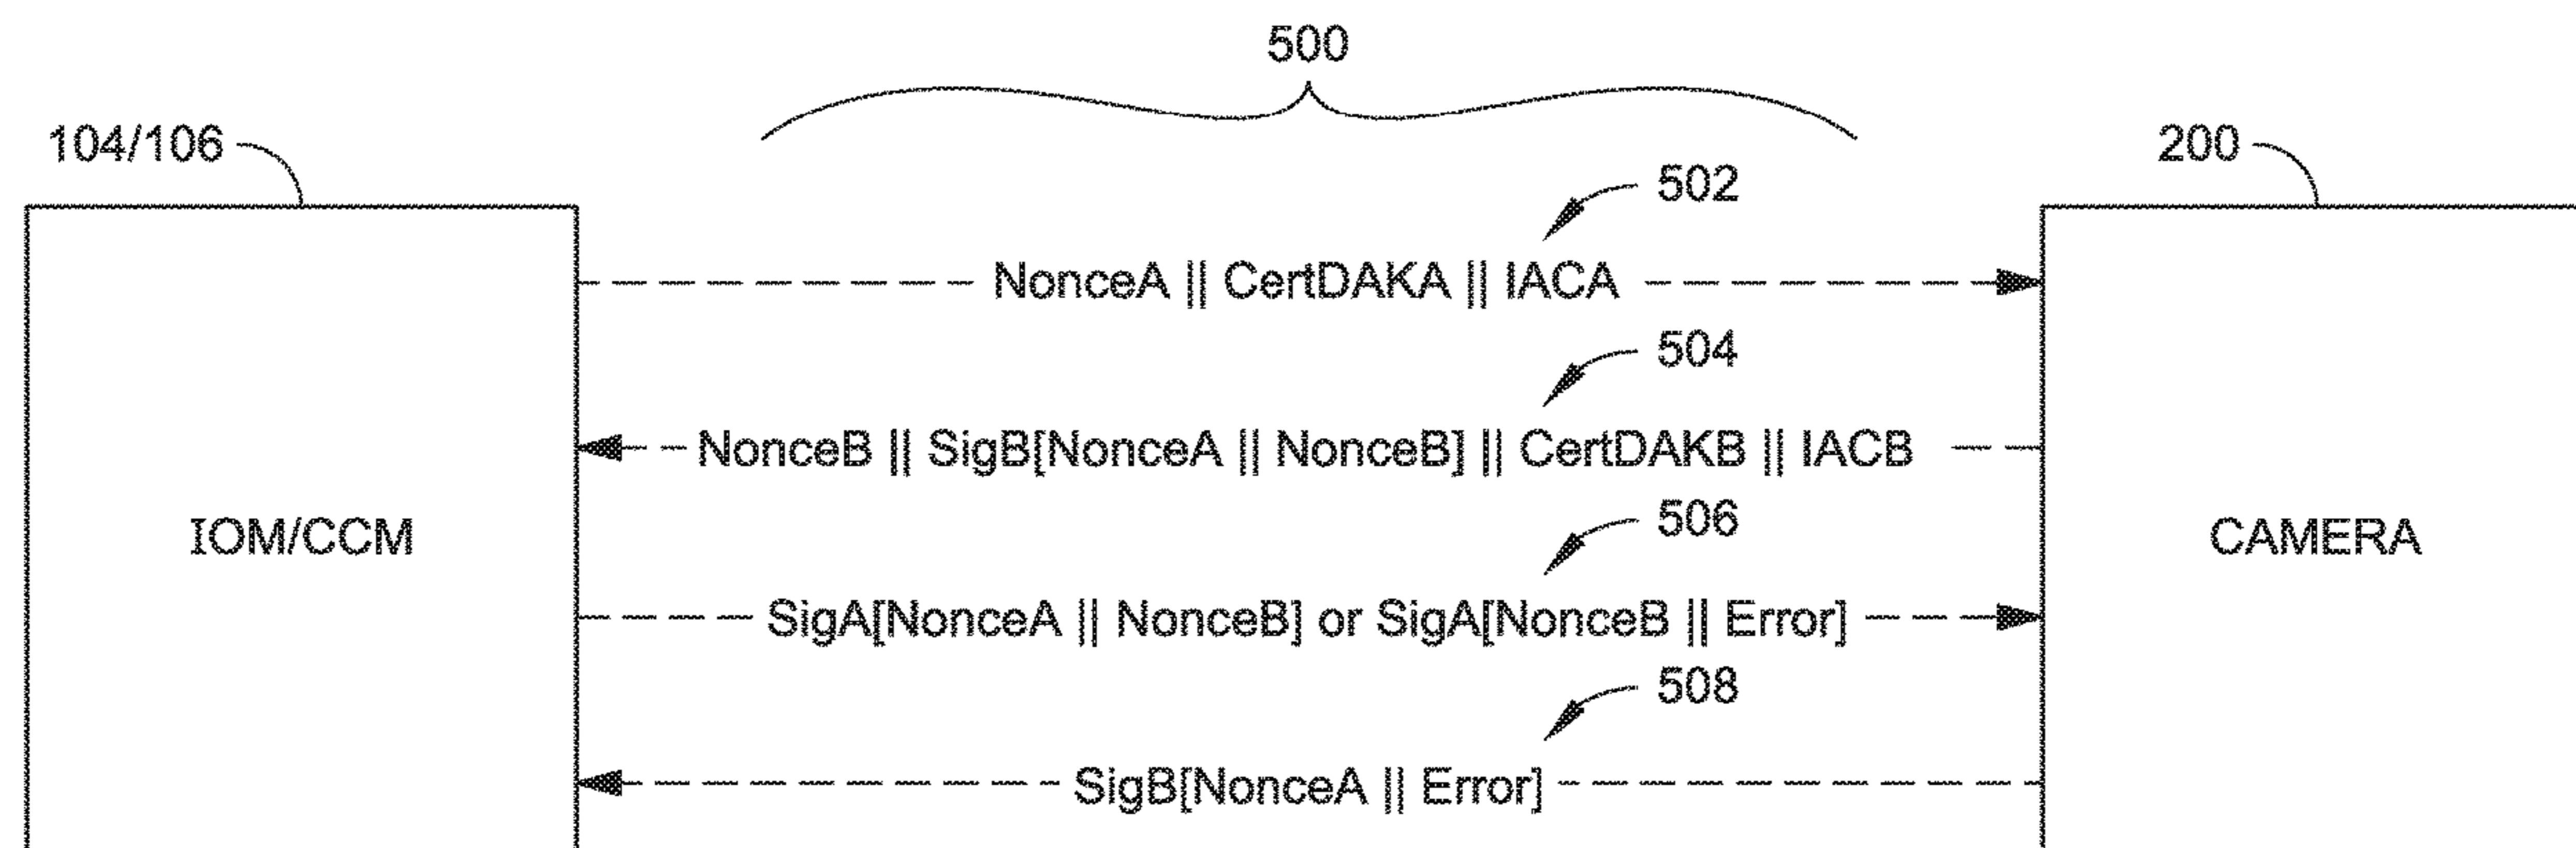 500
104/106
200
502
NonceA || CertDAKA || IACA
504
NonceB || SigB[NonceA || NonceB] || CertDAKB || IACB
506
IOM/CCM
CAMERA
SigA[NonceA || NonceB] or SigA[NonceB || Error]
508
SigB[NonceA || Error]